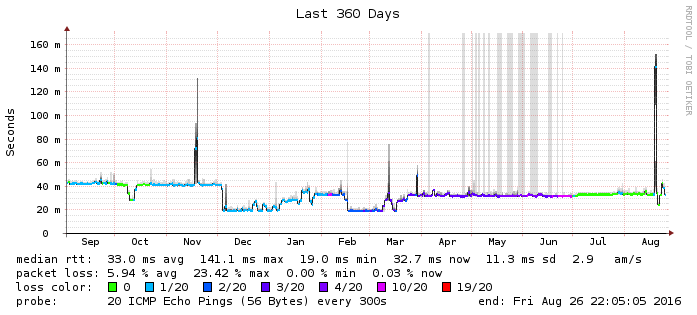 Last 360 Days
RRDTOOL / TOBI OETIKER
Seconds
160 m
140 m
120 m
100 m
80 m
60 m
40 m
20 m
0
Sep Oct Nov Dec Jan Feb Mar Apr May Jun Jul Aug
median rtt: 33.0 ms avg 141.1 ms max 19.0 ms min 32.7 ms now 11.3 ms sd 2.9 am/s
packet loss: 5.94 % avg 23.42 % max 0.00 % min 0.03 % now
loss color: 0 1/20 2/20 3/20 4/20 10/20 19/20
probe: 20 ICMP Echo Pings (56 Bytes) every 300s end: Fri Aug 26 22:05:05 2016